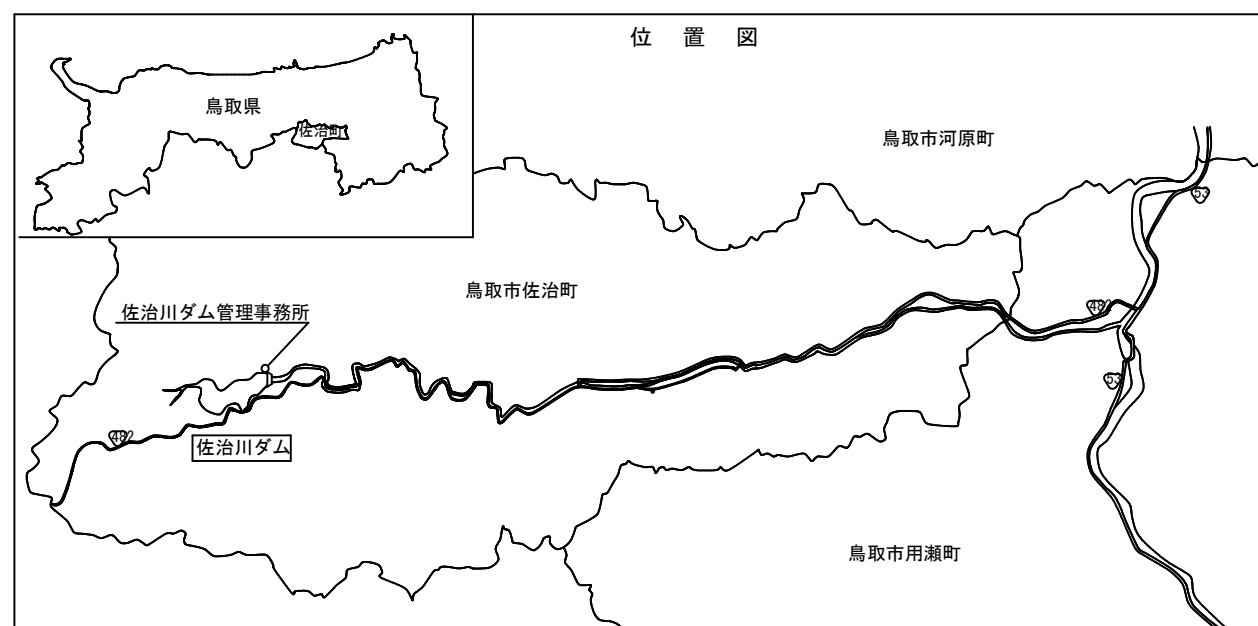 位置図
鳥取県
佐治町
鳥取市河原町
53
鳥取市佐治町
482
佐治川ダム管理事務所
53
482
佐治川ダム
鳥取市用瀬町